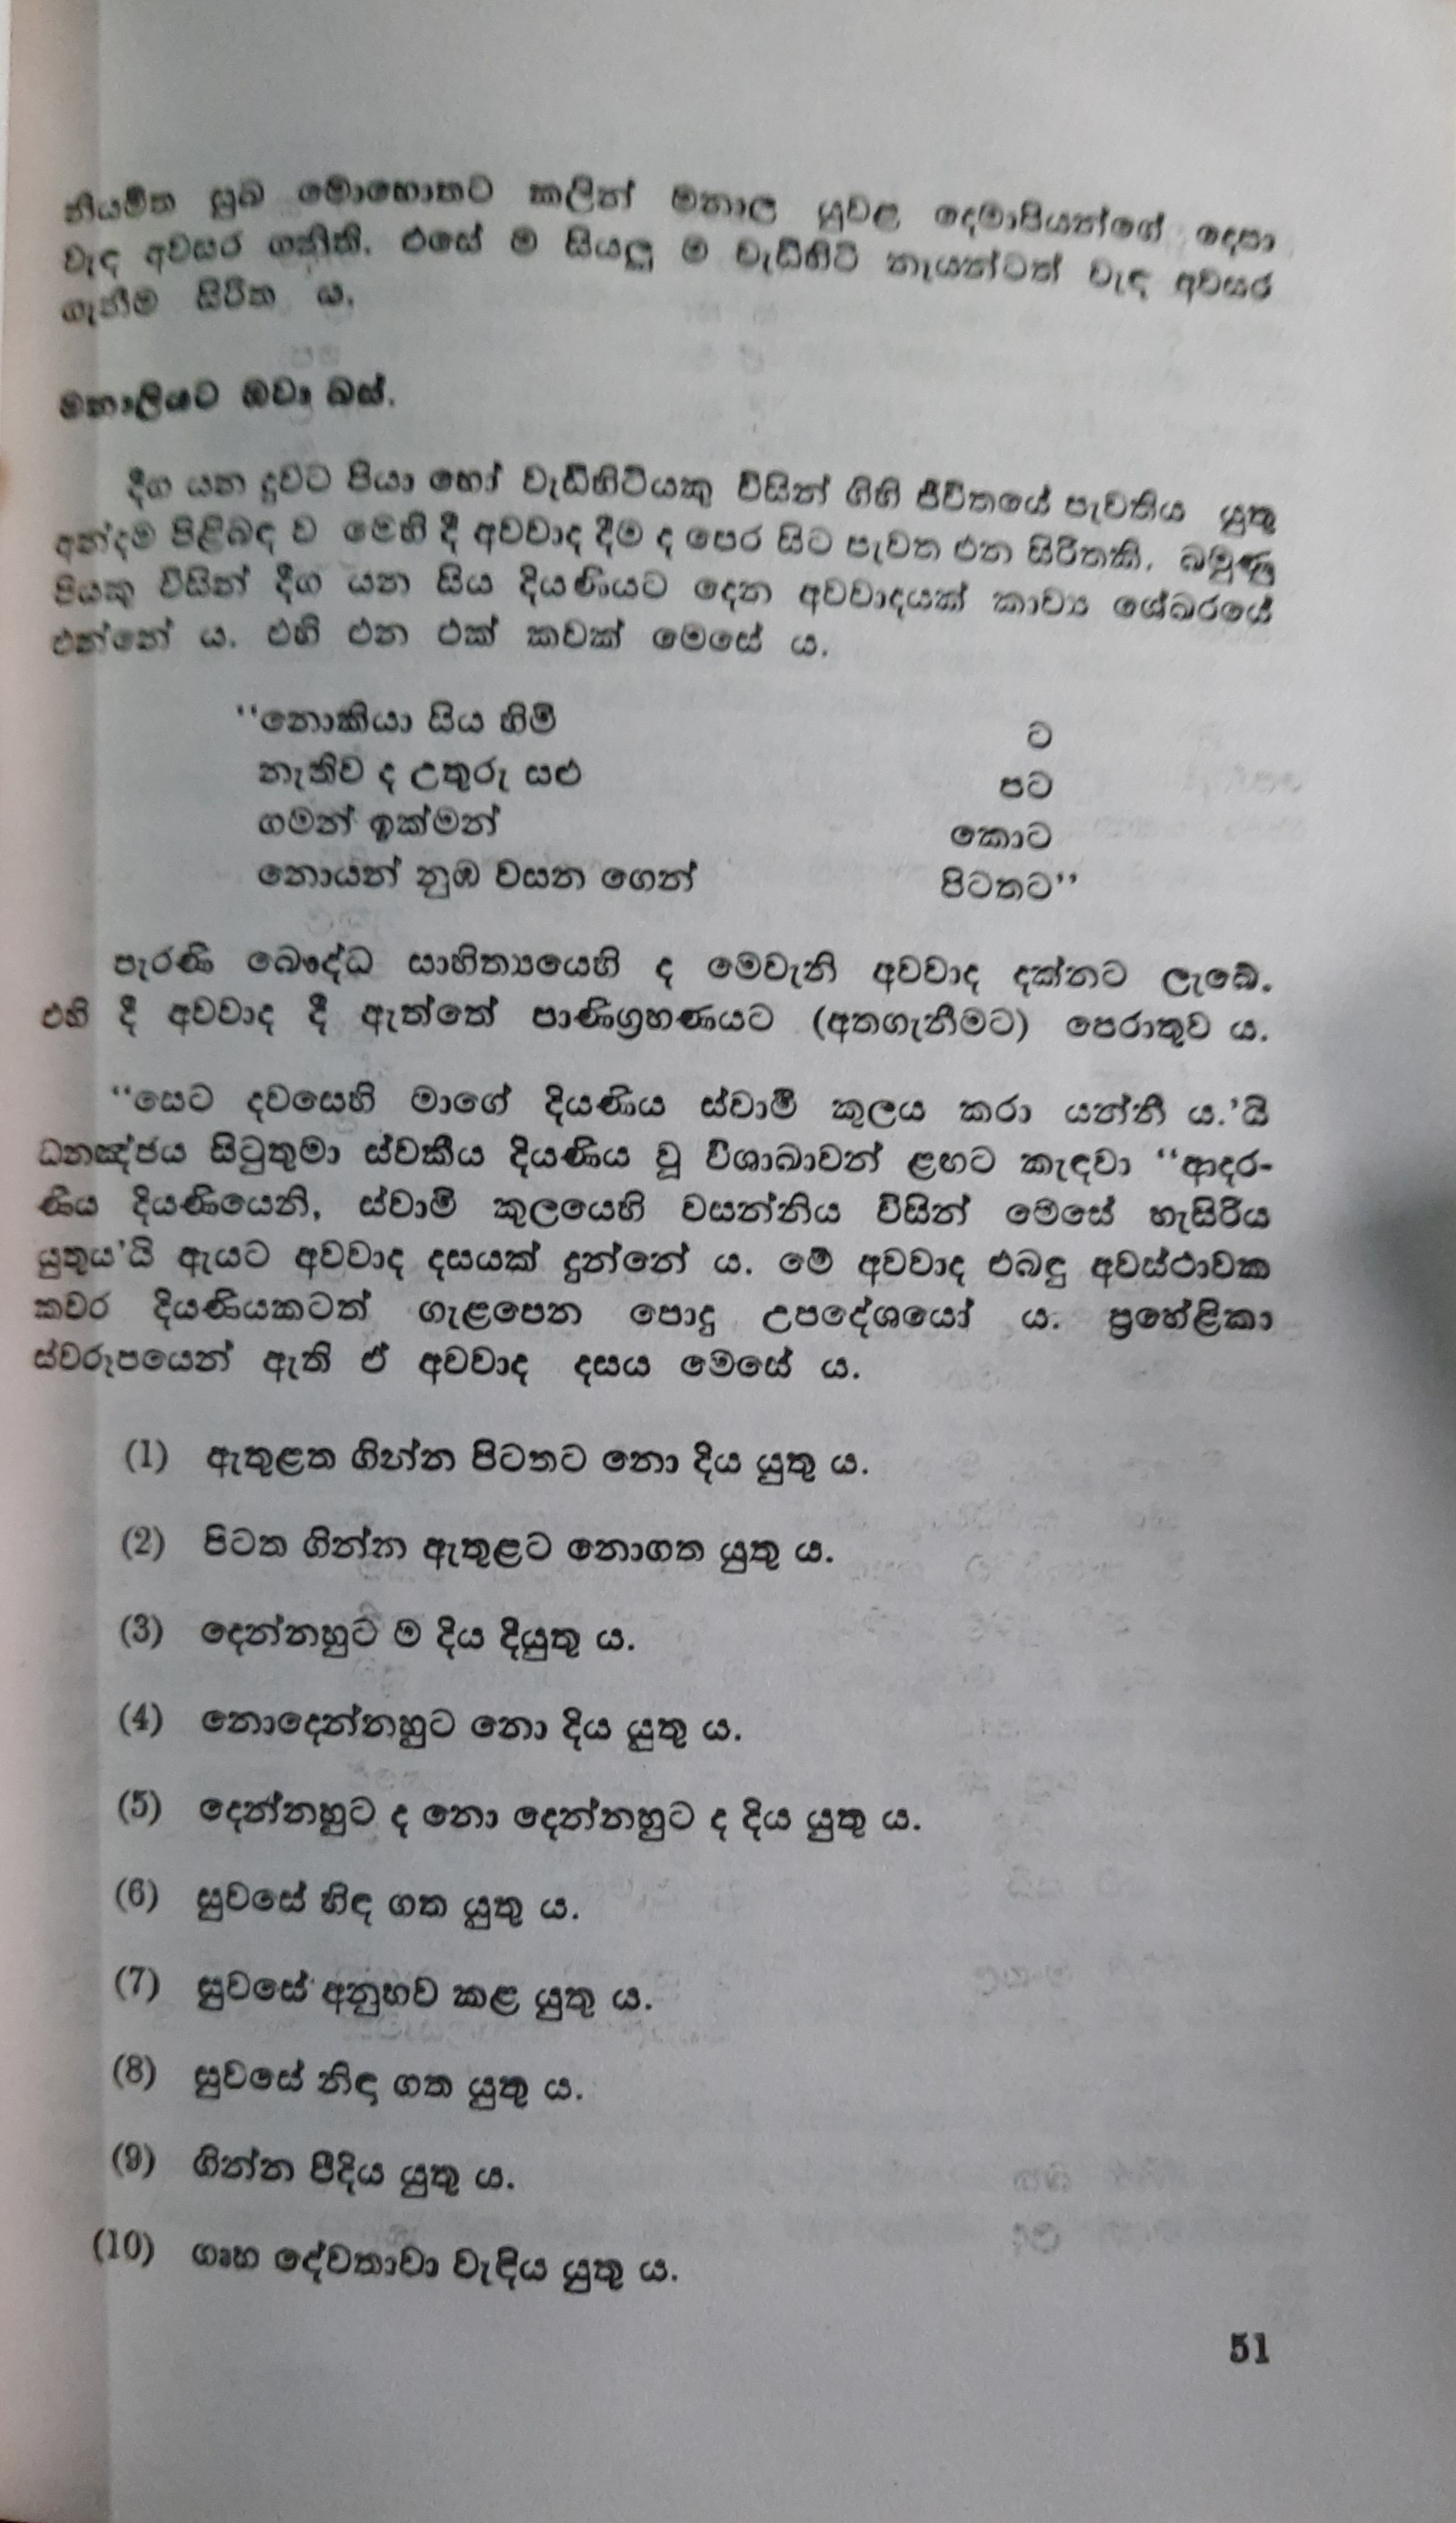 නියමිත සුබ මොහොතට කලින් මනාල යුවළ දෙමාපියන්ගේ දෙපා
වැඳ අවසර ගනිති. එසේ ම සියලු ම වැඩිහිටි නෑයන්ටත් වැඳ අවසර
ගැනීම සිරිත ය.
මනාලියට ඔවා බස්.
දීග යන දුවට පියා හෝ වැඩිහිටියකු විසින් ගිහි ජීවිතයේ පැවතිය යුතු
අන්දම පිළිබඳ ව මෙහි දී අවවාද දීම ද පෙර සිට පැවත එන සිරිතකි. බමුණු
පියකු විසින් දීග යන සිය දියණියට දෙන අවවාදයක් කාව්‍ය ශේඛරයේ
එන්නේ ය. එහි එන එක් කවක් මෙසේ ය.
"නොකියා සිය හිමි ට
නැතිව ද උතුරු සළු පට
ගමන් ඉක්මන් කොට
නොයන් නුඹ වසන ගෙන් පිටතට"
පැරණි බෞද්ධ සාහිත්‍යයෙහි ද මෙවැනි අවවාද දක්නට ලැබේ.
එහි දී අවවාද දී ඇත්තේ පාණිග්‍රහණයට (අතගැනීමට) පෙරාතුව ය.
"සෙට දවසෙහි මාගේ දියණිය ස්වාමි කුලය කරා යන්නී ය.'යි
ධනඤ්ජය සිටුතුමා ස්වකීය දියණිය වූ විශාඛාවන් ළඟට කැඳවා "ආදර-
ණීය දියණියෙනි, ස්වාමි කුලයෙහි වසන්නිය විසින් මෙසේ හැසිරිය
යුතුය'යි ඇයට අවවාද දසයක් දුන්නේ ය. මේ අවවාද එබඳු අවස්ථාවක
කවර දියණියකටත් ගැළපෙන පොදු උපදේශයෝ ය. ප්‍රහේළිකා
ස්වරූපයෙන් ඇති ඒ අවවාද දසය මෙසේ ය.
(1) ඇතුළත ගින්න පිටතට නො දිය යුතු ය.
(2) පිටත ගින්න ඇතුළට නොගත යුතු ය.
(3) දෙන්නහුට ම දිය දියුතු ය.
(4) නොදෙන්නහුට නො දිය යුතු ය.
(5) දෙන්නහුට ද නො දෙන්නහුට ද දිය යුතු ය.
(6) සුවසේ හිඳ ගත යුතු ය.
(7) සුවසේ අනුභව කළ යුතු ය.
(8) සුවසේ නිඳා ගත යුතු ය.
(9) ගින්න පිදිය යුතු ය.
(10) ගෘහ දේවතාවා වැඳිය යුතු ය.
51